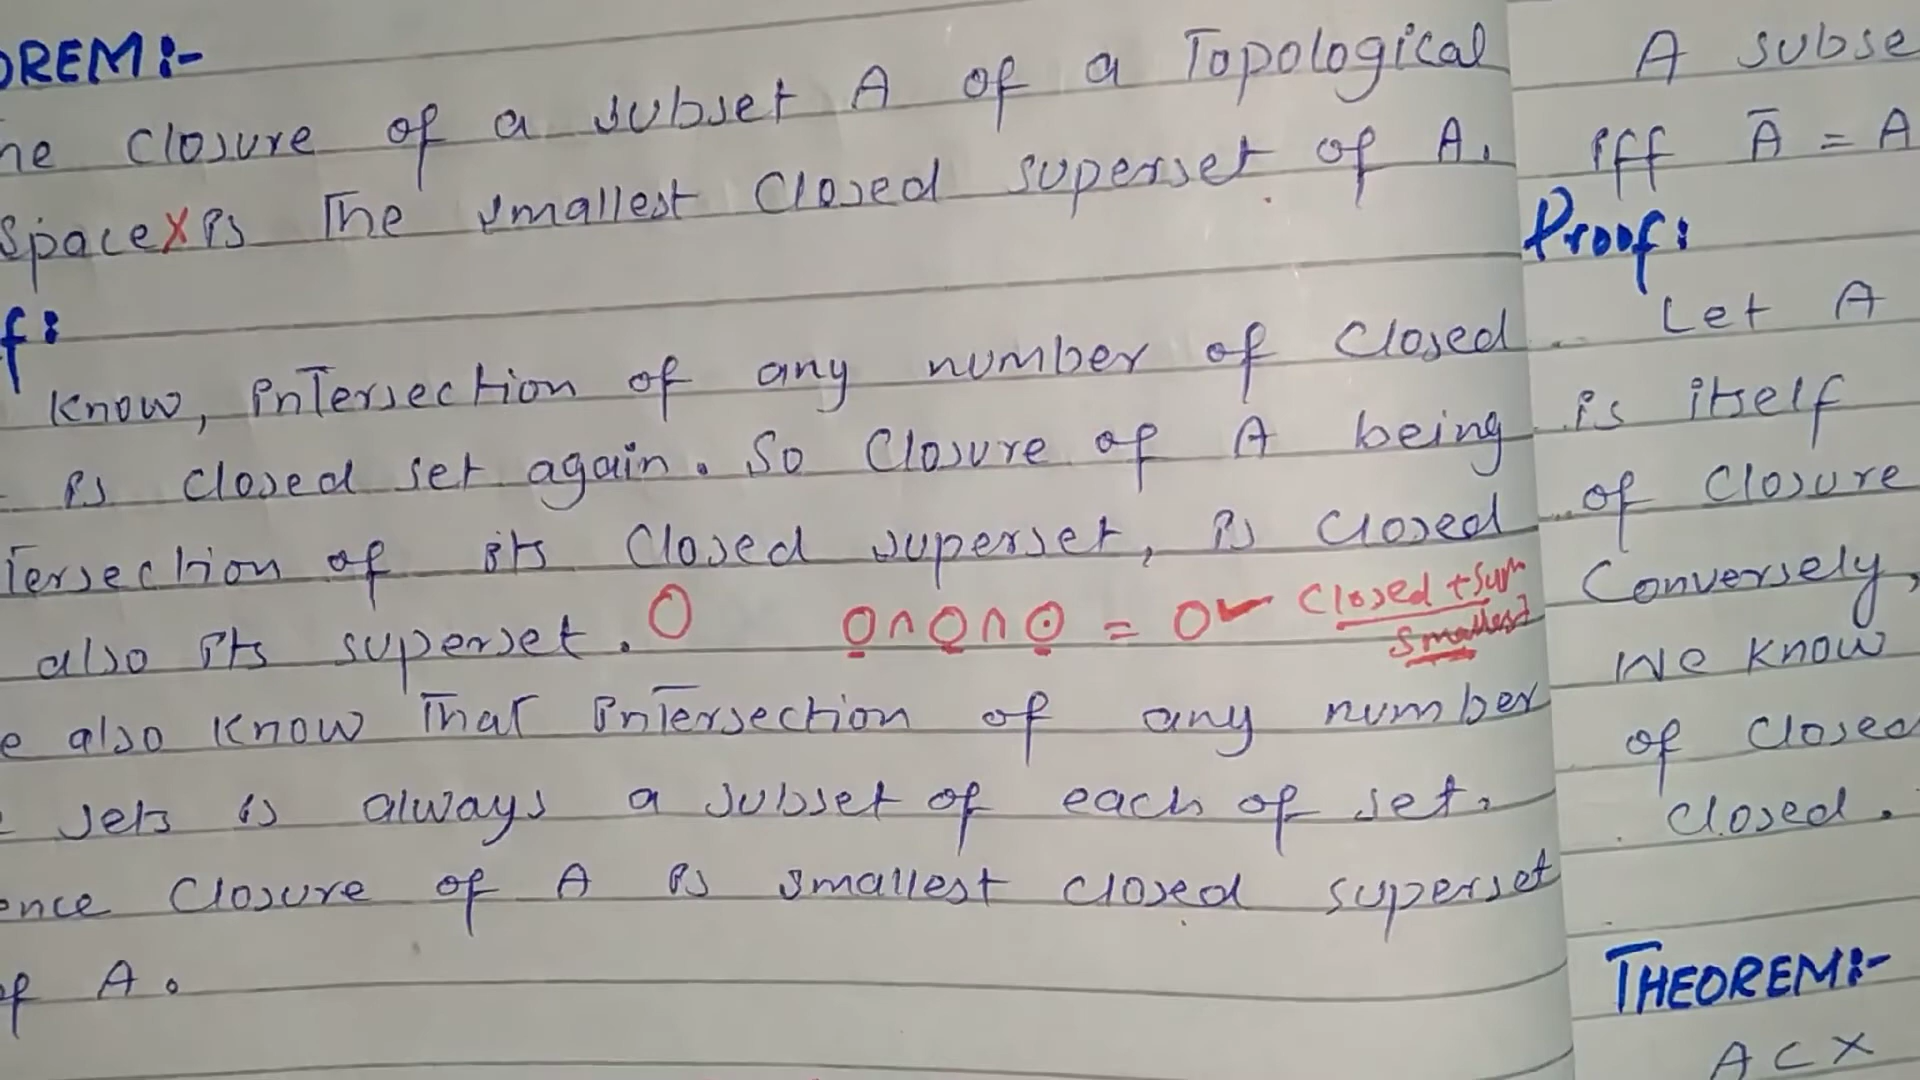 OREM:-
he closure of a subset A of a Topological
space X is The smallest closed superset of A.
f:
know, inTersection of any number of closed
is closed set again. So closure of A being
Tersection of its closed superset, is closed
also its superset. O O∩O∩O = O✓ closed + sup
smallest
e also know That inTersection of any number
sets is always a subset of each of set.
ence closure of A is smallest closed superset
of A.
A subse
iff Ā = A
Proof:
Let A
is itself
of closure
Conversely,
We know
of closed
closed.
THEOREM:-
A⊂X